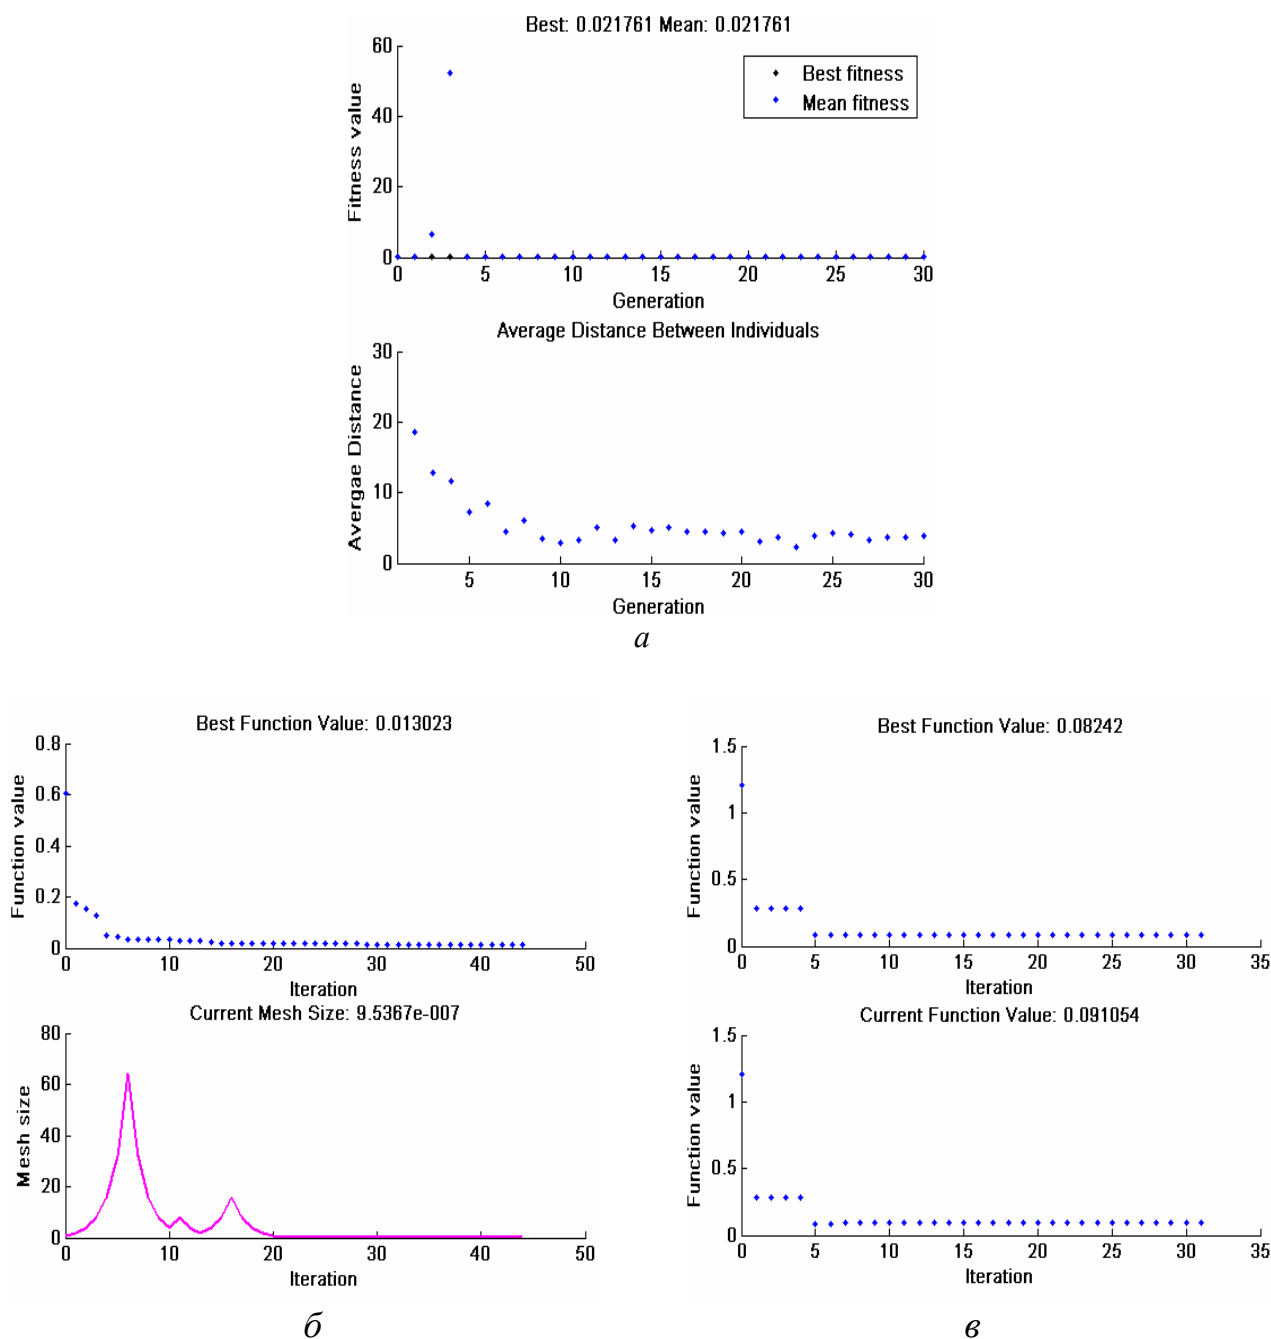 Best: 0.021761 Mean: 0.021761
60
40
20
0
Fitness value
Best fitness
Mean fitness
0 5 10 15 20 25 30
Generation
Average Distance Between Individuals
30
20
10
0
Avergae Distance
5 10 15 20 25 30
Generation
а
Best Function Value: 0.013023
0.8
0.6
0.4
0.2
0
Function value
0 10 20 30 40 50
Iteration
Current Mesh Size: 9.5367e-007
80
60
40
20
0
Mesh size
0 10 20 30 40 50
Iteration
б
Best Function Value: 0.08242
1.5
1
0.5
0
Function value
0 5 10 15 20 25 30 35
Iteration
Current Function Value: 0.091054
1.5
1
0.5
0
Function value
0 5 10 15 20 25 30 35
Iteration
в